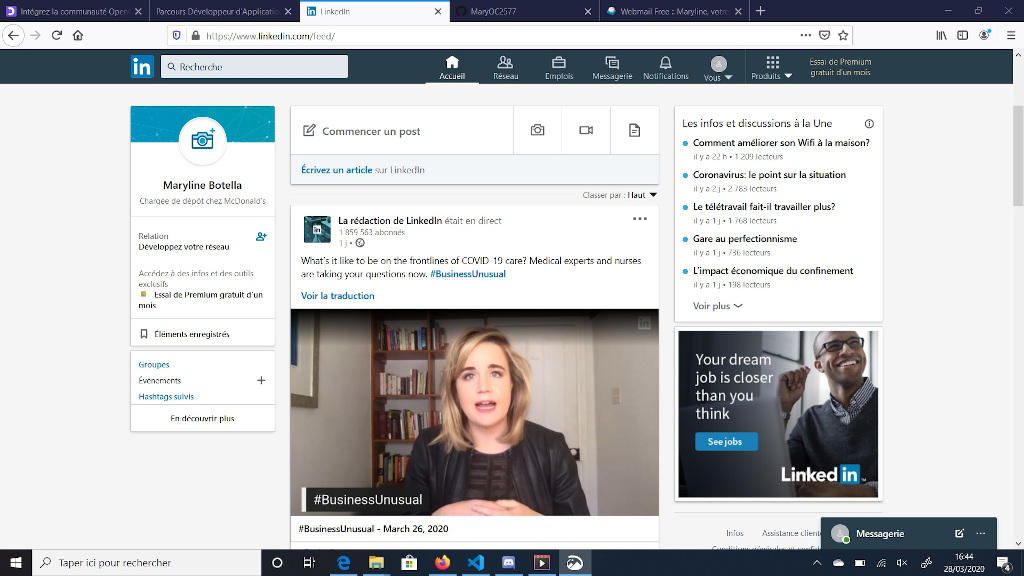 Intégrez la communauté Open
Parcours Développeur d'Applicatio
LinkedIn
MaryOC2577
Webmail Free :: Maryline, votre
https://www.linkedin.com/feed/
in
Recherche
Accueil
Réseau
Emplois
Messagerie
Notifications
Vous
Produits
Essai de Premium
gratuit d'un mois
Maryline Botella
Chargée de dépôt chez McDonald's
Relation
Développez votre réseau
Accédez à des infos et des outils
exclusifs
Essai de Premium gratuit d'un
mois
Éléments enregistrés
Groupes
Événements
Hashtags suivis
En découvrir plus
Commencer un post
Écrivez un article sur LinkedIn
Classer par : Haut
La rédaction de LinkedIn était en direct
1 859 563 abonnés
1 j •
What's it like to be on the frontlines of COVID-19 care? Medical experts and nurses
are taking your questions now. #BusinessUnusual
Voir la traduction
in
#BusinessUnusual
#BusinessUnusual - March 26, 2020
Les infos et discussions à la Une
Comment améliorer son Wifi à la maison?
il y a 22 h • 1 209 lecteurs
Coronavirus: le point sur la situation
il y a 2 j • 2 783 lecteurs
Le télétravail fait-il travailler plus?
il y a 1 j • 1 768 lecteurs
Gare au perfectionnisme
il y a 1 j • 736 lecteurs
L'impact économique du confinement
il y a 1 j • 198 lecteurs
Voir plus
Your dream
job is closer
than you
think
See jobs
Linked in
Infos
Assistance clientè
Messagerie
Taper ici pour rechercher
16:44
28/03/2020
4